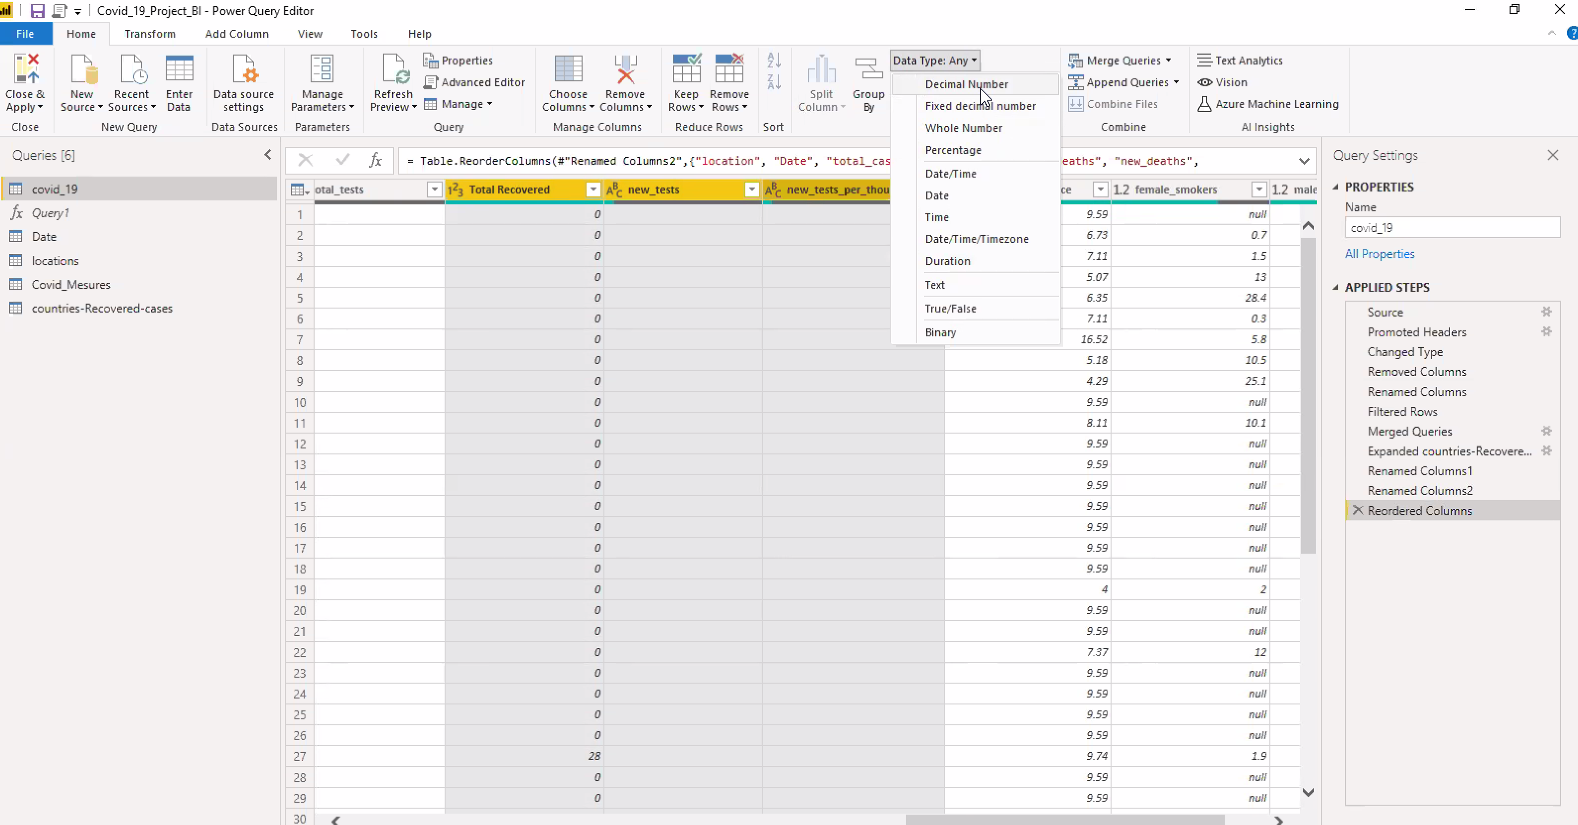 Covid_19_Project_BI - Power Query Editor
File Home Transform Add Column View Tools Help
Close & Apply
New Source
Recent Sources
Enter Data
Data source settings
Manage Parameters
Refresh Preview
Properties
Advanced Editor
Manage
Choose Columns
Remove Columns
Keep Rows
Remove Rows
Split Column
Group By
Data Type: Any
Merge Queries
Append Queries
Combine Files
Text Analytics
Vision
Azure Machine Learning
Close
New Query
Data Sources
Parameters
Query
Manage Columns
Reduce Rows
Sort
Combine
AI Insights
Decimal Number
Fixed decimal number
Whole Number
Percentage
Date/Time
Date
Time
Date/Time/Timezone
Duration
Text
True/False
Binary
Queries [6]
covid_19
fx Query1
Date
locations
Covid_Mesures
countries-Recovered-cases
fx = Table.ReorderColumns(#"Renamed Columns2",{"location", "Date", "total_cas eaths", "new_deaths",
otal_tests 123 Total Recovered ABC new_tests ABC new_tests_per_thou ce 1.2 female_smokers 1.2 male
1 0 9.59 null
2 0 6.73 0.7
3 0 7.11 1.5
4 0 5.07 13
5 0 6.35 28.4
6 0 7.11 0.3
7 0 16.52 5.8
8 0 5.18 10.5
9 0 4.29 25.1
10 0 9.59 null
11 0 8.11 10.1
12 0 9.59 null
13 0 9.59 null
14 0 9.59 null
15 0 9.59 null
16 0 9.59 null
17 0 9.59 null
18 0 9.59 null
19 0 4 2
20 0 9.59 null
21 0 9.59 null
22 0 7.37 12
23 0 9.59 null
24 0 9.59 null
25 0 9.59 null
26 0 9.59 null
27 28 9.74 1.9
28 0 9.59 null
29 0 9.59 null
30
Query Settings
PROPERTIES
Name
covid_19
All Properties
APPLIED STEPS
Source
Promoted Headers
Changed Type
Removed Columns
Renamed Columns
Filtered Rows
Merged Queries
Expanded countries-Recovere...
Renamed Columns1
Renamed Columns2
Reordered Columns